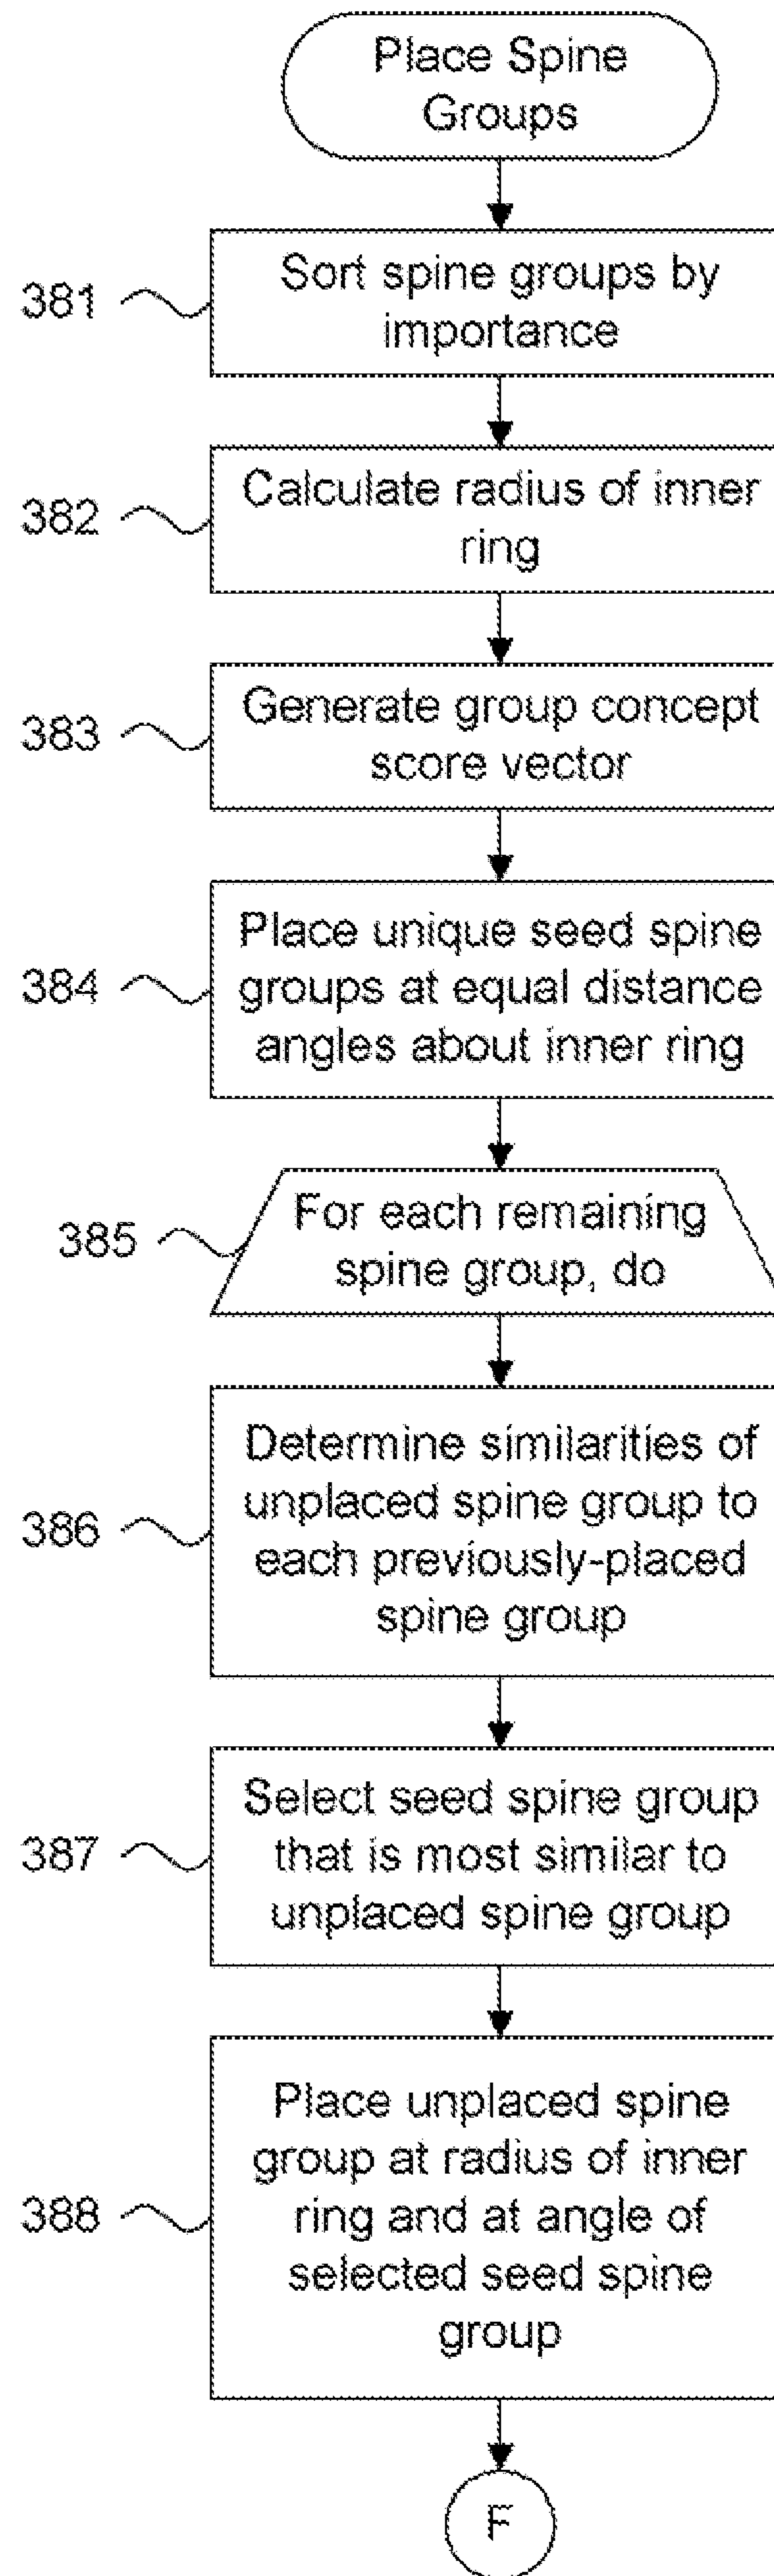 Place Spine
Groups
381
Sort spine groups by
importance
382
Calculate radius of inner
ring
383
Generate group concept
score vector
384
Place unique seed spine
groups at equal distance
angles about inner ring
385
For each remaining
spine group, do
386
Determine similarities of
unplaced spine group to
each previously-placed
spine group
387
Select seed spine group
that is most similar to
unplaced spine group
388
Place unplaced spine
group at radius of inner
ring and at angle of
selected seed spine
group
F